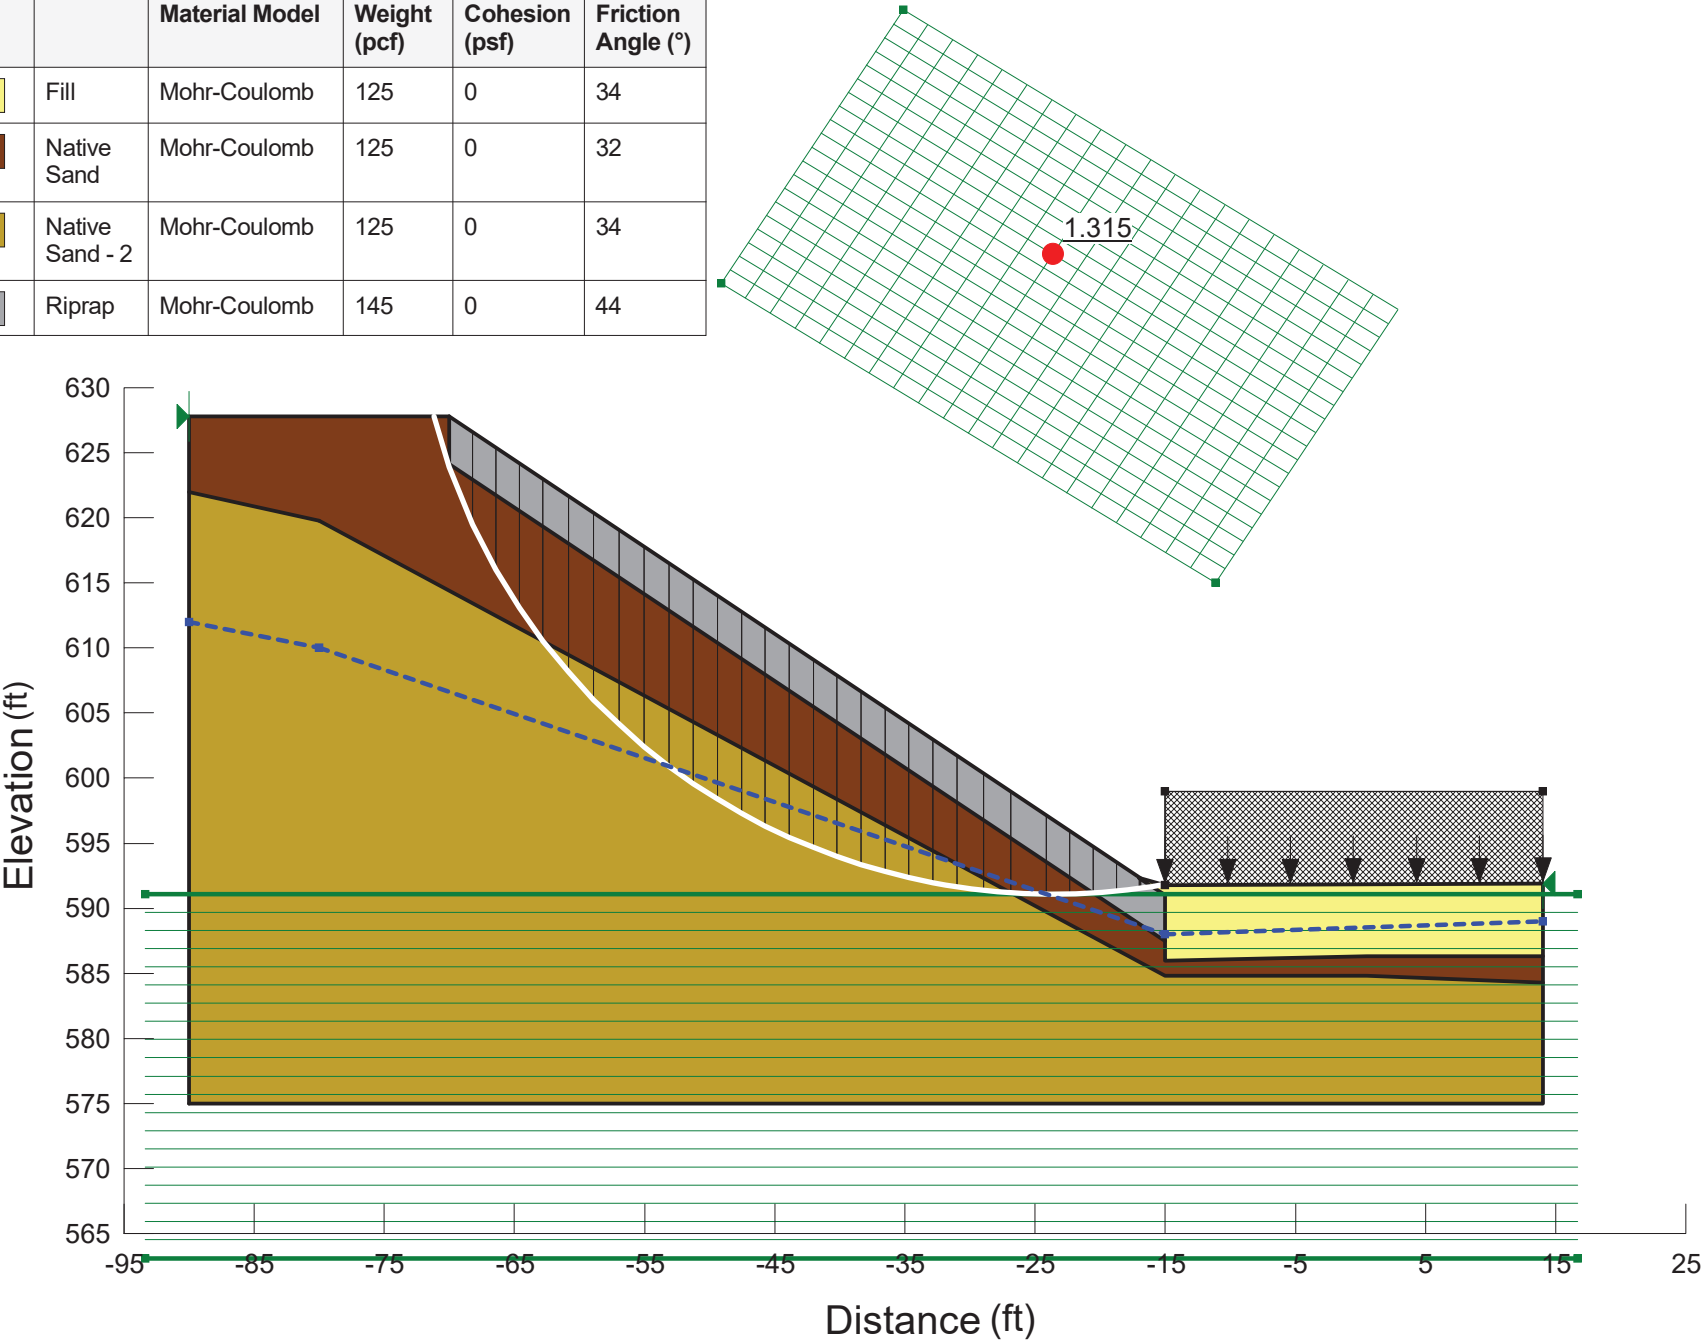 Material Model Weight (pcf) Cohesion (psf) Friction Angle (°)
Fill Mohr-Coulomb 125 0 34
Native Sand Mohr-Coulomb 125 0 32
Native Sand - 2 Mohr-Coulomb 125 0 34
Riprap Mohr-Coulomb 145 0 44
1.315
630
625
620
615
610
605
600
595
590
585
580
575
570
565
Elevation (ft)
-95 -85 -75 -65 -55 -45 -35 -25 -15 -5 5 15 25
Distance (ft)